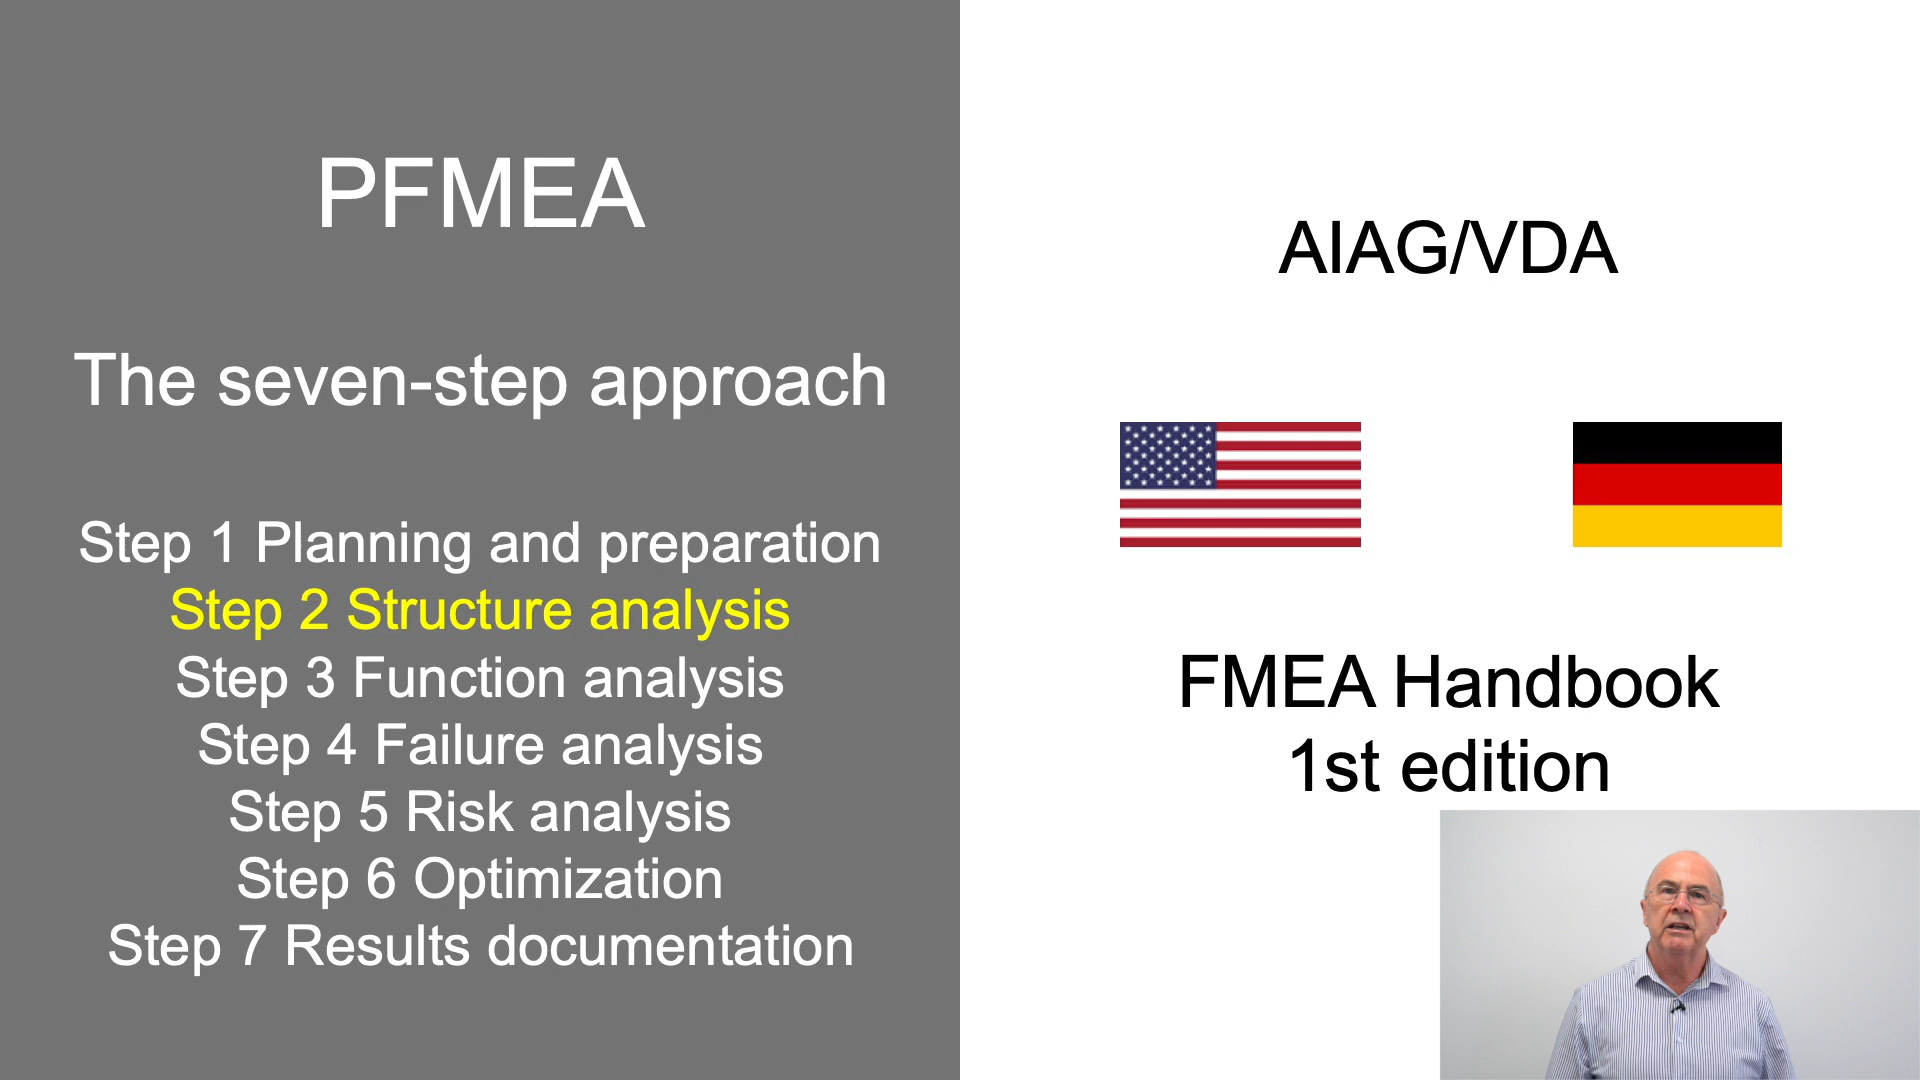 PFMEA
The seven-step approach
Step 1 Planning and preparation
Step 2 Structure analysis
Step 3 Function analysis
Step 4 Failure analysis
Step 5 Risk analysis
Step 6 Optimization
Step 7 Results documentation
AIAG/VDA
FMEA Handbook
1st edition